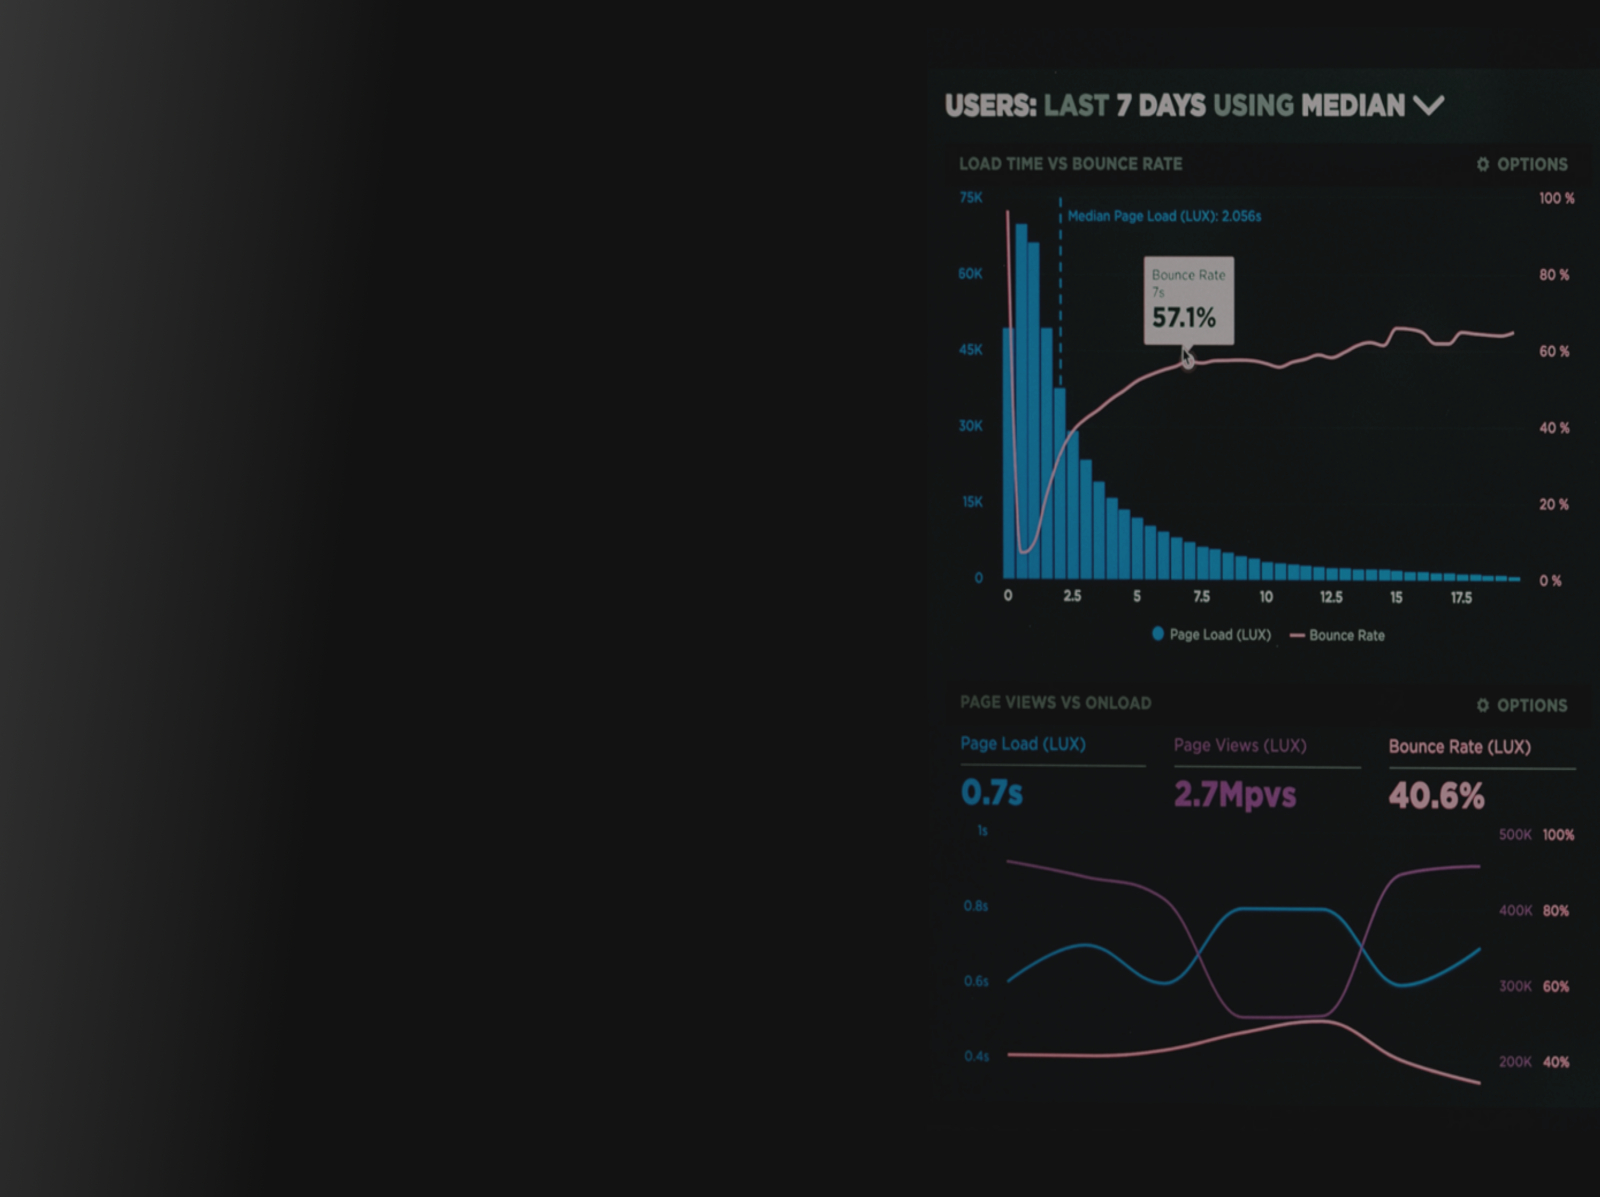 USERS: LAST 7 DAYS USING MEDIAN
LOAD TIME VS BOUNCE RATE
OPTIONS
75K
100 %
Median Page Load (LUX): 2.056s
60K
80 %
Bounce Rate
7s
57.1%
45K
60 %
30K
40 %
15K
20 %
0
0 %
0 2.5 5 7.5 10 12.5 15 17.5
Page Load (LUX) Bounce Rate
PAGE VIEWS VS ONLOAD
OPTIONS
Page Load (LUX) Page Views (LUX) Bounce Rate (LUX)
0.7s 2.7Mpvs 40.6%
1s
500K 100%
0.8s
400K 80%
0.6s
300K 60%
0.4s
200K 40%